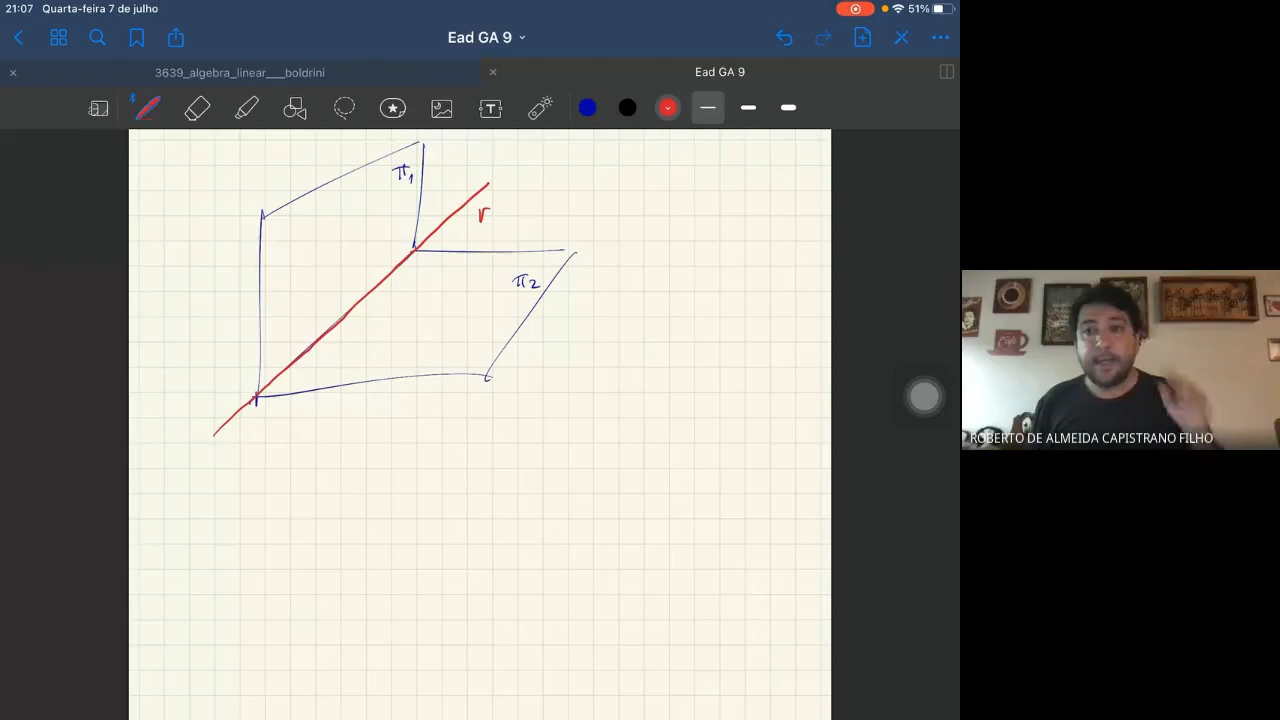 21:07 Quarta-feira 7 de julho
51%
Ead GA 9
3639_algebra_linear___boldrini
Ead GA 9
T
π1
r
π2
ROBERTO DE ALMEIDA CAPISTRANO FILHO